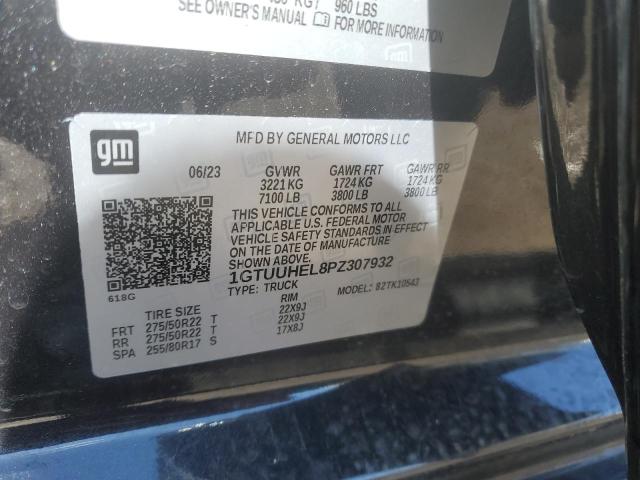 960 LBS
SEE OWNER'S MANUAL FOR MORE INFORMATION
gm
gm
MFD BY GENERAL MOTORS LLC
06/23 GVWR GAWR FRT GAWR RR
3221 KG 1724 KG 1724 KG
7100 LB 3800 LB 3800 LB
THIS VEHICLE CONFORMS TO ALL
APPLICABLE U.S. FEDERAL MOTOR
VEHICLE SAFETY STANDARDS IN EFFECT
ON THE DATE OF MANUFACTURE
SHOWN ABOVE.
1GTUUHEL8PZ307932
TYPE: TRUCK MODEL: 82TK10543
618G
TIRE SIZE RIM
FRT 275/50R22 T 22X9J
RR 275/50R22 T 22X9J
SPA 255/80R17 S 17X8J